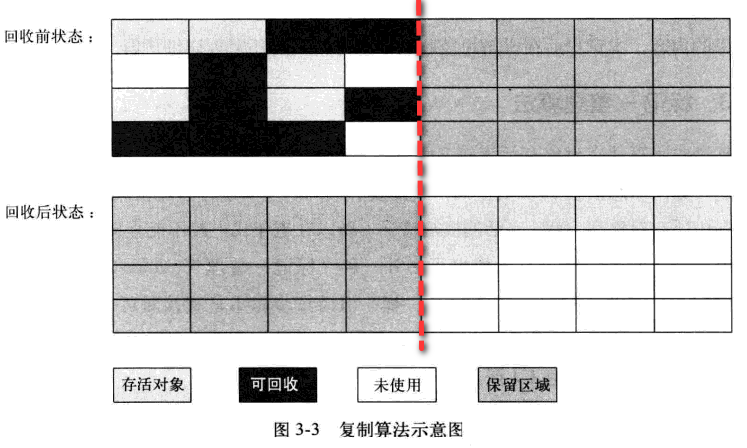 回收前状态：
回收后状态：
存活对象
可回收
未使用
保留区域
图 3-3 复制算法示意图